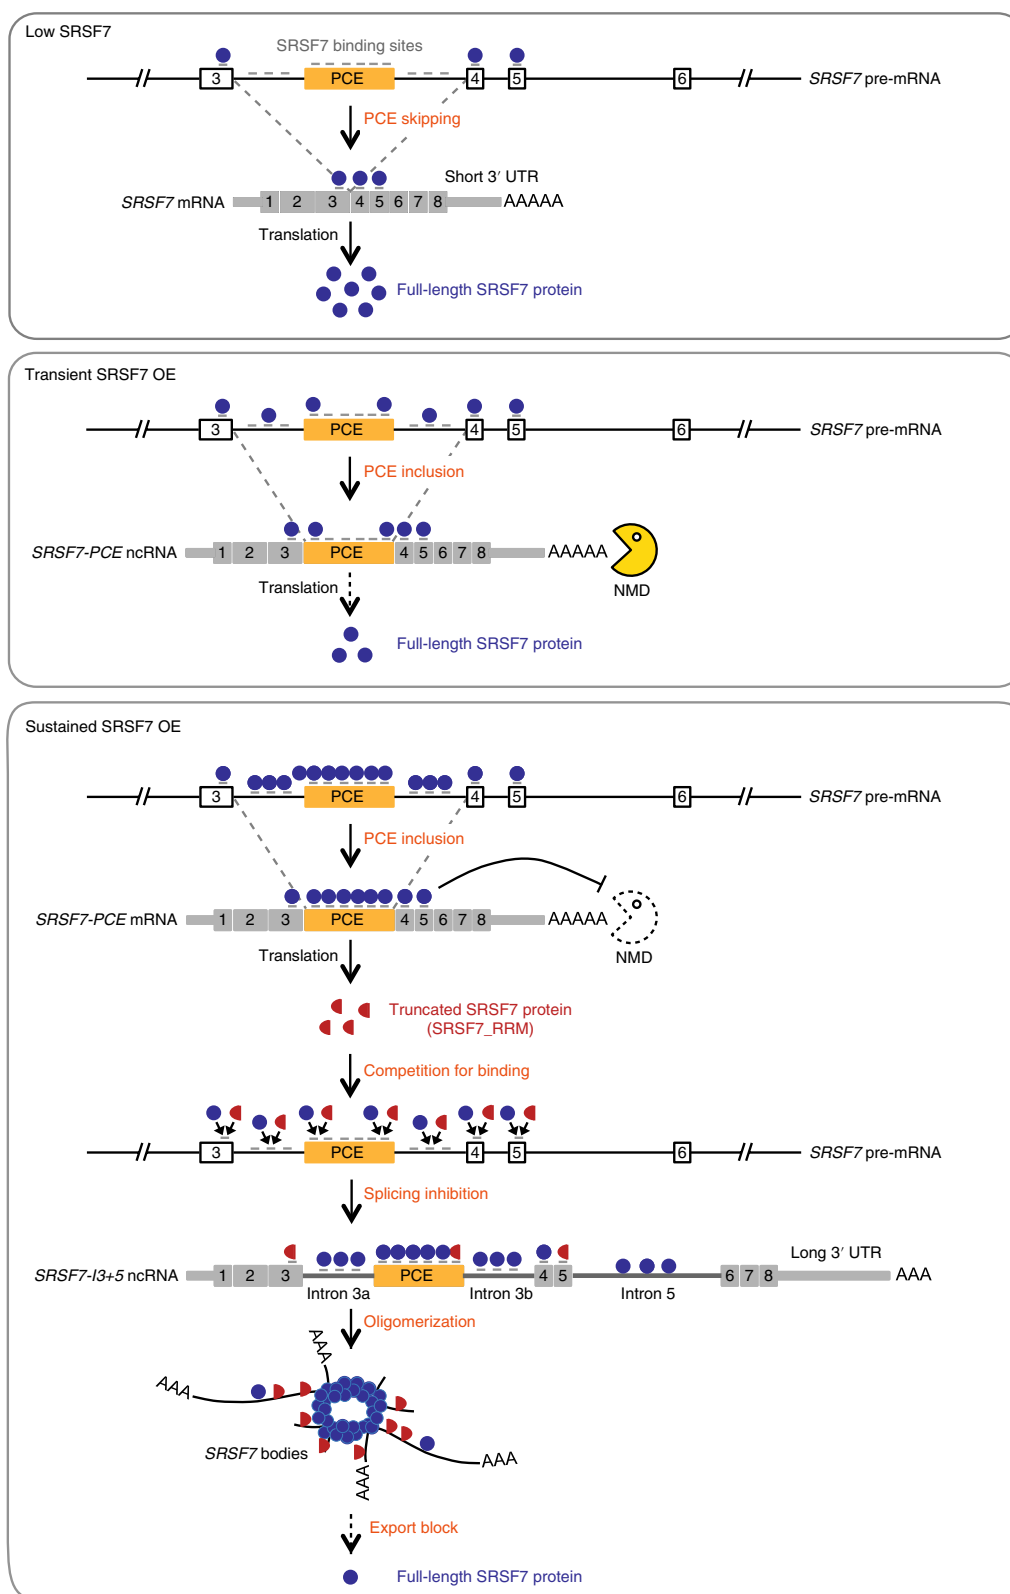 Low SRSF7
SRSF7 binding sites
3 PCE 4 5 6 SRSF7 pre-mRNA
PCE skipping
Short 3′ UTR
SRSF7 mRNA 1 2 3 4 5 6 7 8 AAAAA
Translation
Full-length SRSF7 protein
Transient SRSF7 OE
3 PCE 4 5 6 SRSF7 pre-mRNA
PCE inclusion
SRSF7-PCE ncRNA 1 2 3 PCE 4 5 6 7 8 AAAAA
NMD
Translation
Full-length SRSF7 protein
Sustained SRSF7 OE
3 PCE 4 5 6 SRSF7 pre-mRNA
PCE inclusion
SRSF7-PCE mRNA 1 2 3 PCE 4 5 6 7 8 AAAAA
NMD
Translation
Truncated SRSF7 protein
(SRSF7_RRM)
Competition for binding
3 PCE 4 5 6 SRSF7 pre-mRNA
Splicing inhibition
Long 3′ UTR
SRSF7-I3+5 ncRNA 1 2 3 PCE 4 5 6 7 8 AAA
Intron 3a Intron 3b Intron 5
Oligomerization
AAA
AAA
SRSF7 bodies
AAA
AAA
Export block
Full-length SRSF7 protein